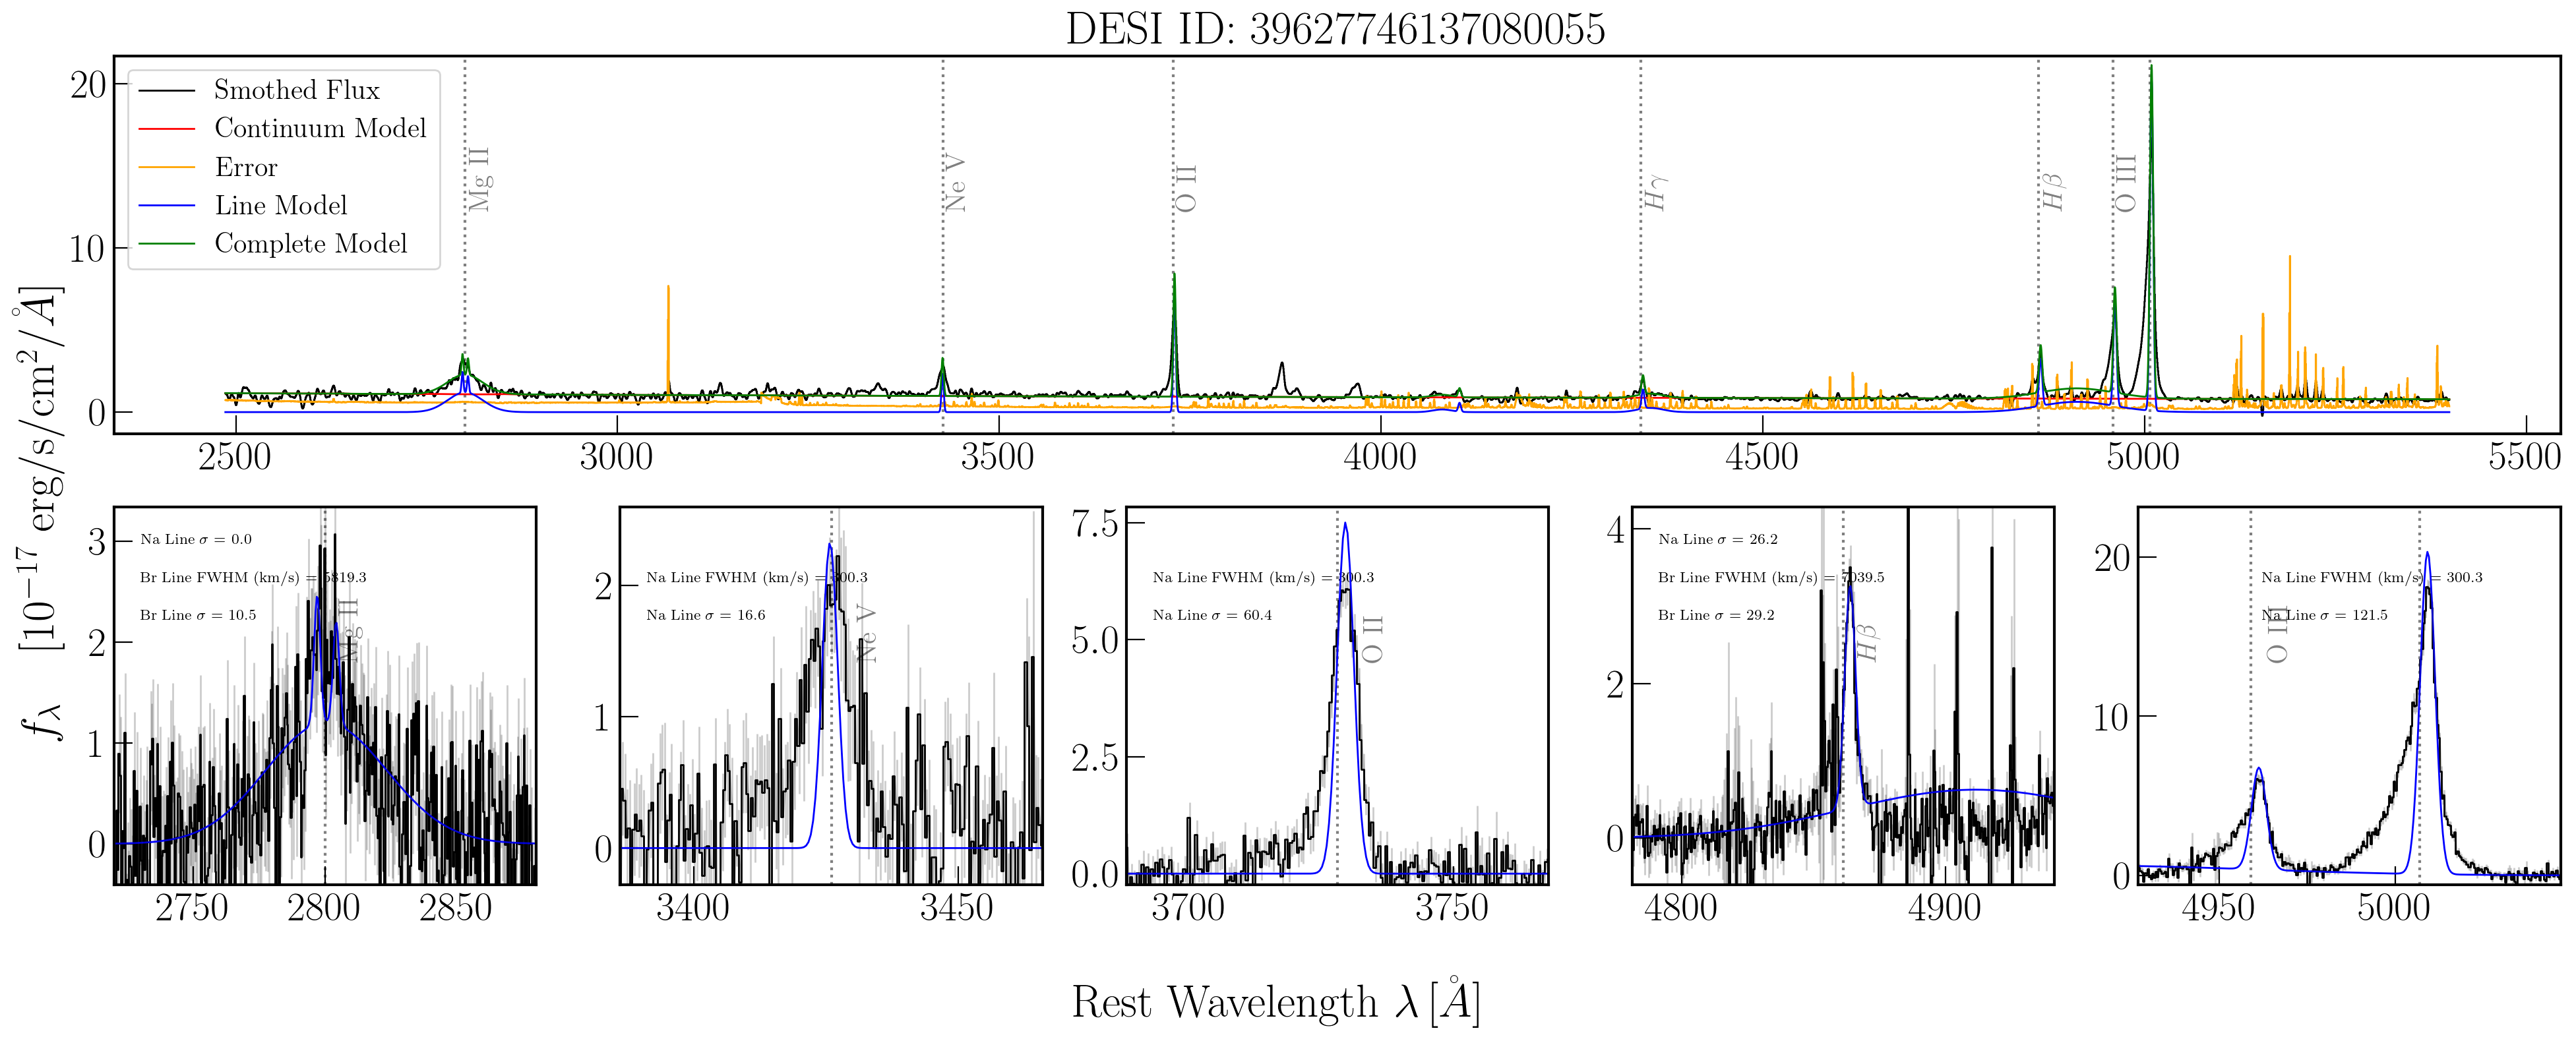 DESI ID: 39627746137080055
Smothed Flux
Continuum Model
Error
Line Model
Complete Model
Mg II
Ne V
O II
Hγ
Hβ
O III
20
10
0
2500 3000 3500 4000 4500 5000 5500
f_λ [10^{-17} erg/s/cm^2/Å]
Na Line σ = 0.0
Br Line FWHM (km/s) = 5819.3
Br Line σ = 10.5
Mg II
3
2
1
0
2750 2800 2850
Na Line FWHM (km/s) = 300.3
Na Line σ = 16.6
Ne V
2
1
0
3400 3450
Na Line FWHM (km/s) = 300.3
Na Line σ = 60.4
O II
7.5
5.0
2.5
0.0
3700 3750
Na Line σ = 26.2
Br Line FWHM (km/s) = 7039.5
Br Line σ = 29.2
Hβ
4
2
0
4800 4900
Na Line FWHM (km/s) = 300.3
Na Line σ = 121.5
O III
20
10
0
4950 5000
Rest Wavelength λ [Å]